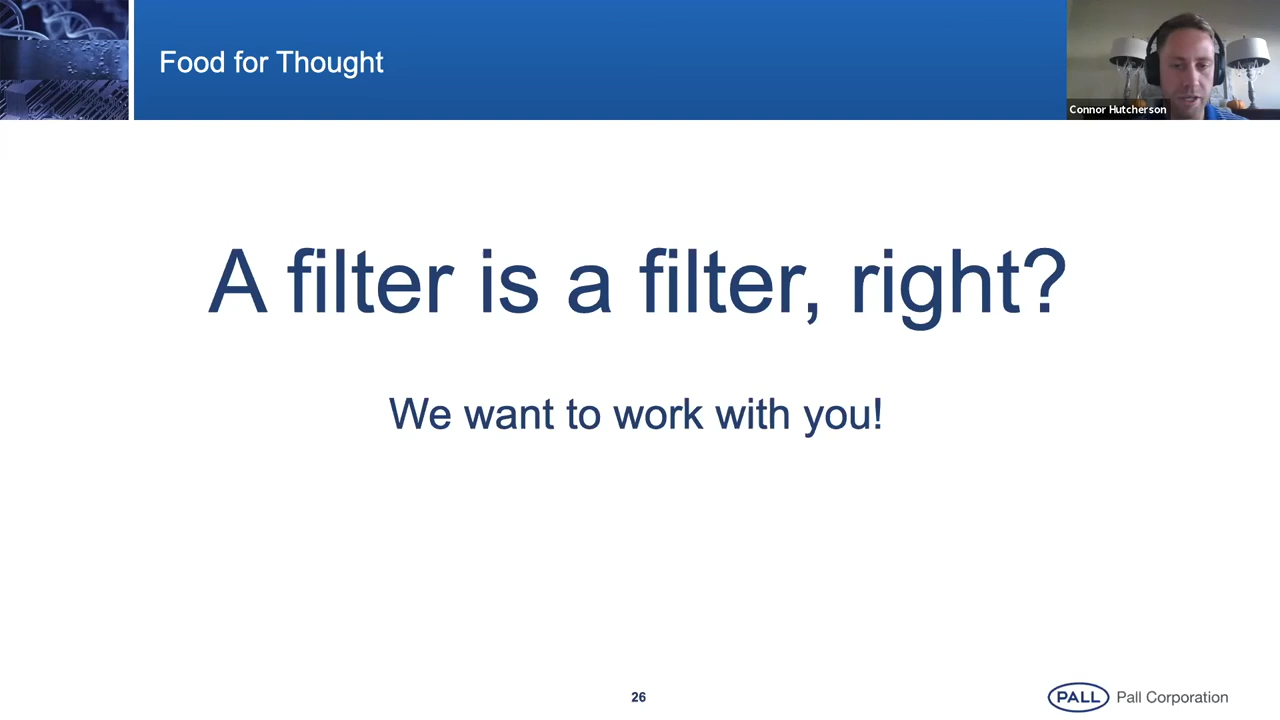 Food for Thought
Connor Hutcherson
A filter is a filter, right?
We want to work with you!
26
PALL Pall Corporation